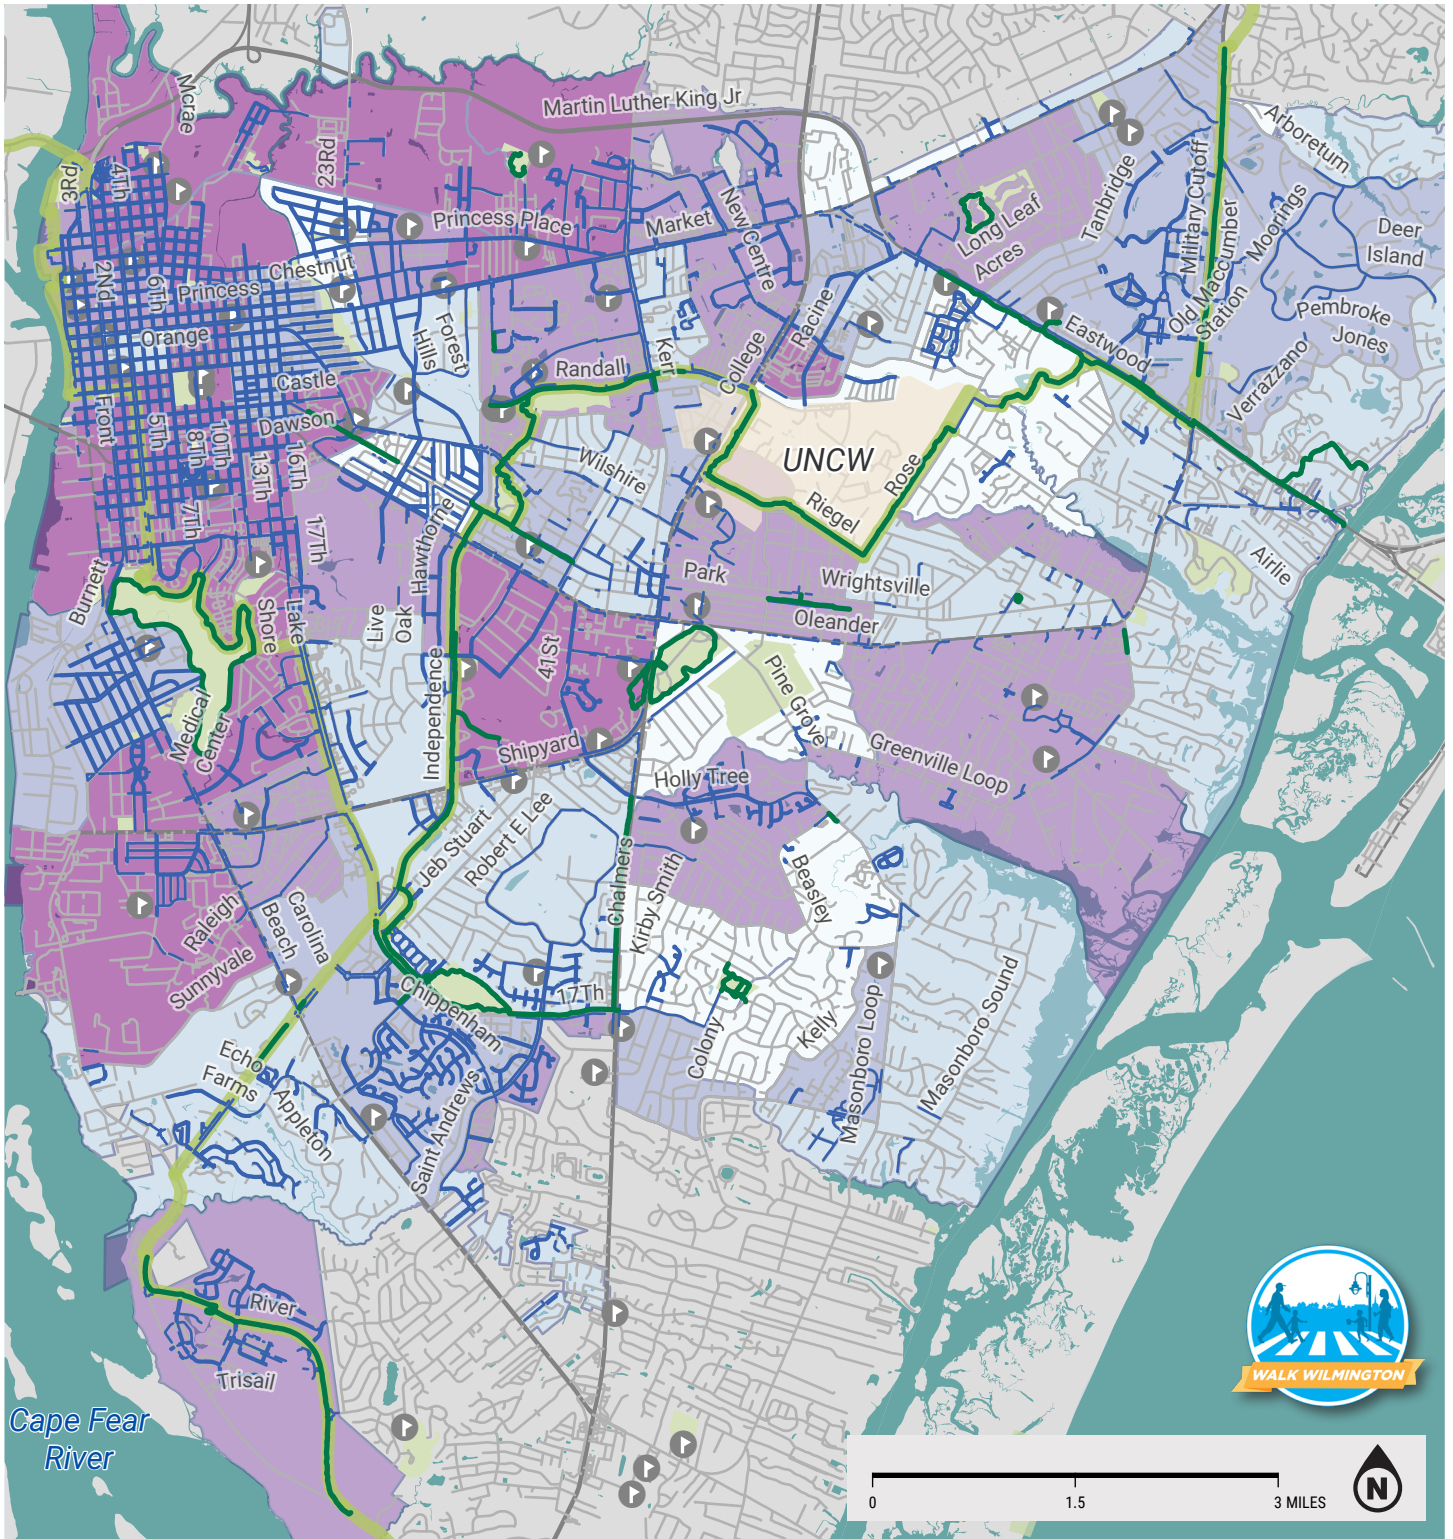 Martin Luther King Jr
Mcrae
Arboretum
3Rd
4Th
23Rd
Tanbridge
Military Cutoff
Old Maccumber
Station
Moorings
Deer
Island
Princess Place
Market
New Centre
Long Leaf
Acres
Chestnut
2Nd
6Th
Princess
Orange
Forest
Hills
Racine
Eastwood
Pembroke
Jones
Randall
Kerr
College
Verrazzano
Castle
Front
5Th
8Th
10Th
Dawson
13Th
16Th
Wilshire
UNCW
Rose
Riegel
7Th
17Th
Hawthorne
Airlie
Burnett
Shore
Lake
Live
Oak
Park
Wrightsville
Oleander
41St
Independence
Pine Grove
Medical
Center
Shipyard
Greenville Loop
Holly Tree
Jeb Stuart
Robert E Lee
Chalmers
Kirby Smith
Beasley
Raleigh
Carolina
Beach
Sunnyvale
17Th
Chippenham
Colony
Kelly
Masonboro Loop
Masonboro Sound
Echo
Farms
Appleton
Saint Andrews
River
Trisail
Cape Fear
River
WALK WILMINGTON
0
1.5
3 MILES
N